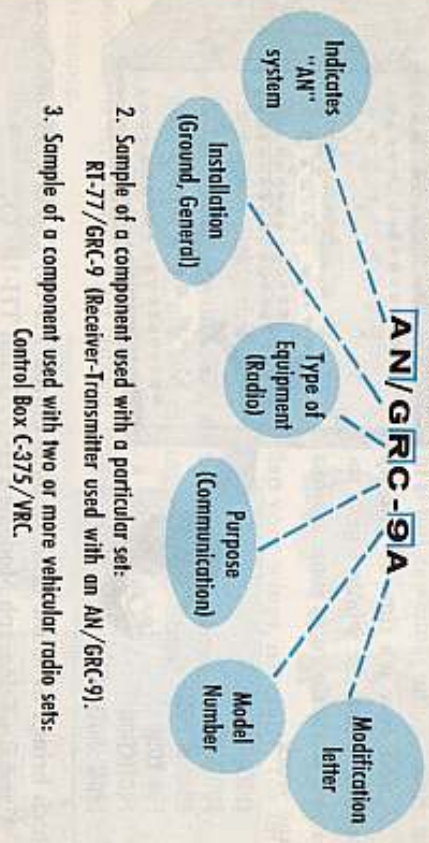 AN/GRC-9A
Indicates
"AN"
system
Installation
(Ground, General)
Type of
Equipment
(Radio)
Purpose
(Communication)
Model
Number
Modification
letter
2. Sample of a component used with a particular set:
RT-77/GRC-9 (Receiver-Transmitter used with an AN/GRC-9).
3. Sample of a component used with two or more vehicular radio sets:
Control Box C-375/VRC